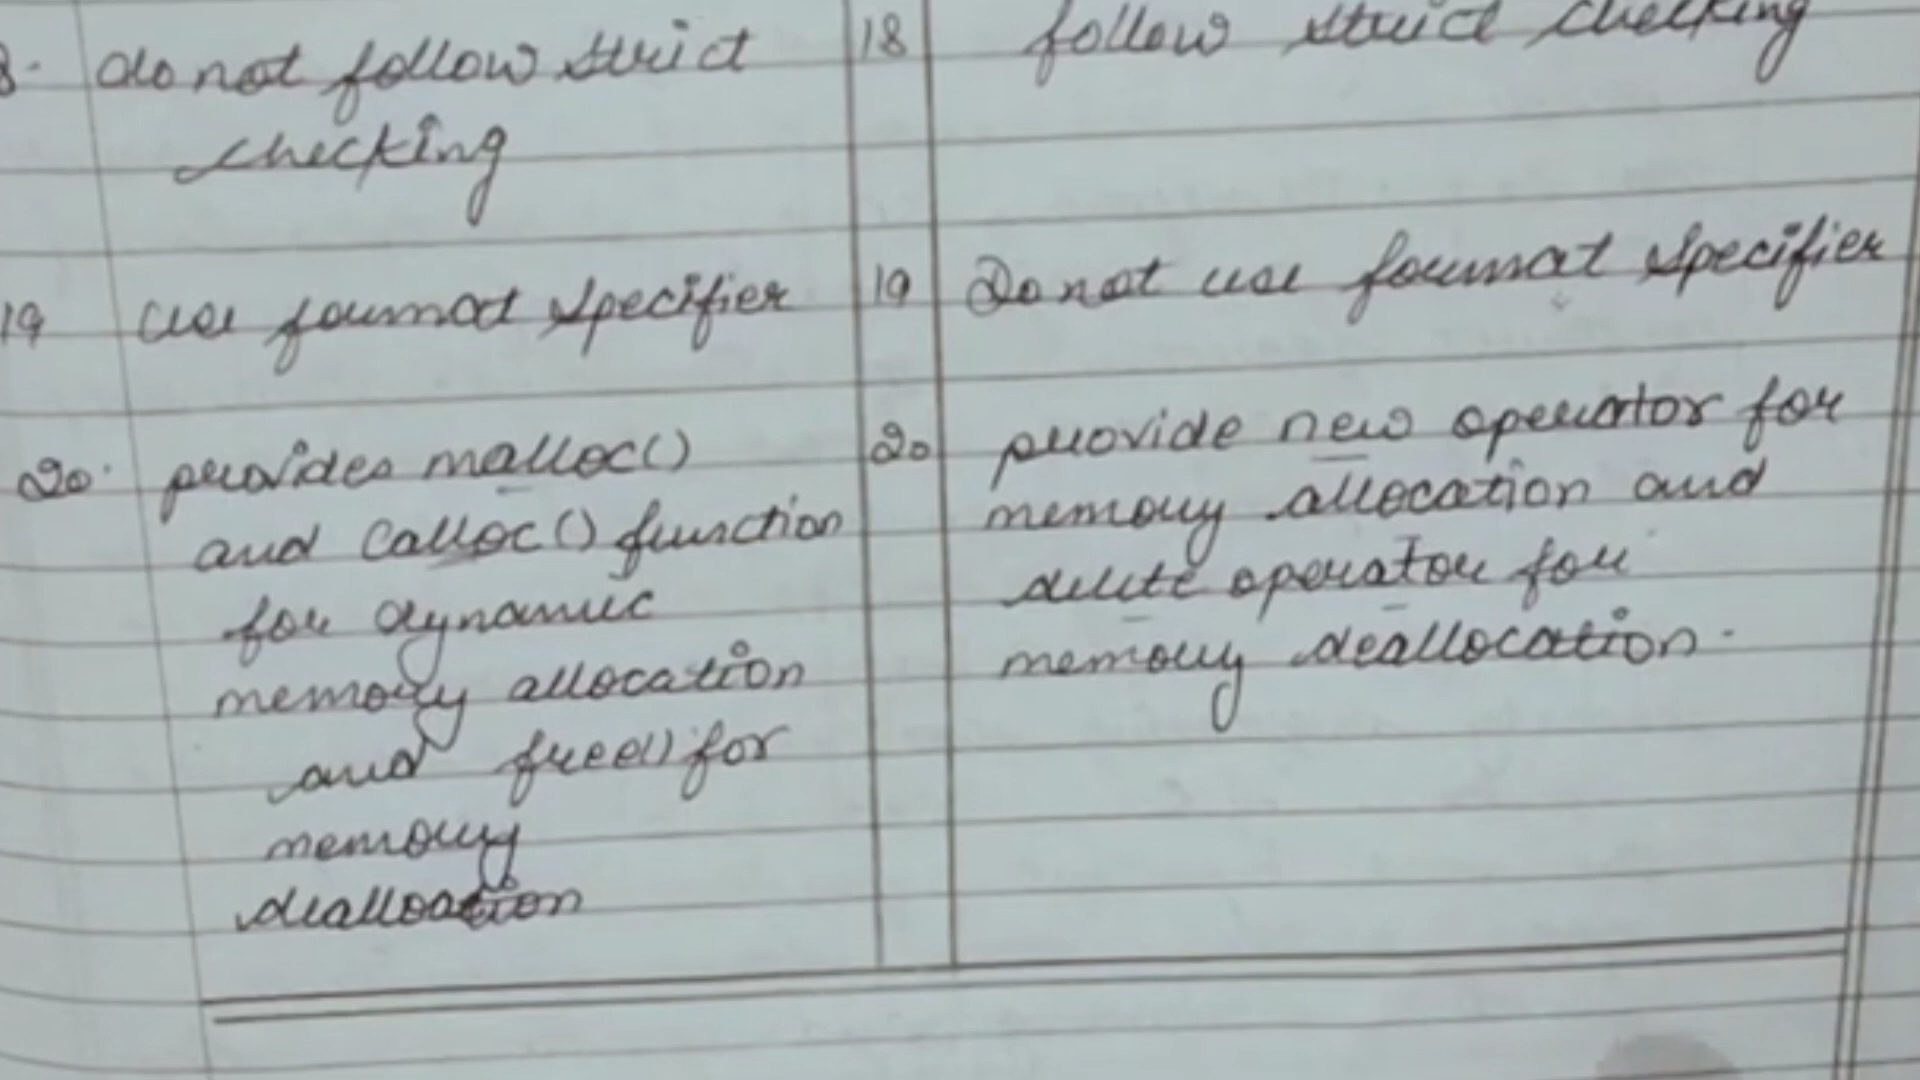 8. do not follow strict
checking
18 follow strict checking
19 use format specifier
19 Do not use format specifier
20. provides malloc()
and calloc() function
for dynamic
memory allocation
and free() for
memory
deallocation
20 provide new operator for
memory allocation and
delete operator for
memory deallocation.